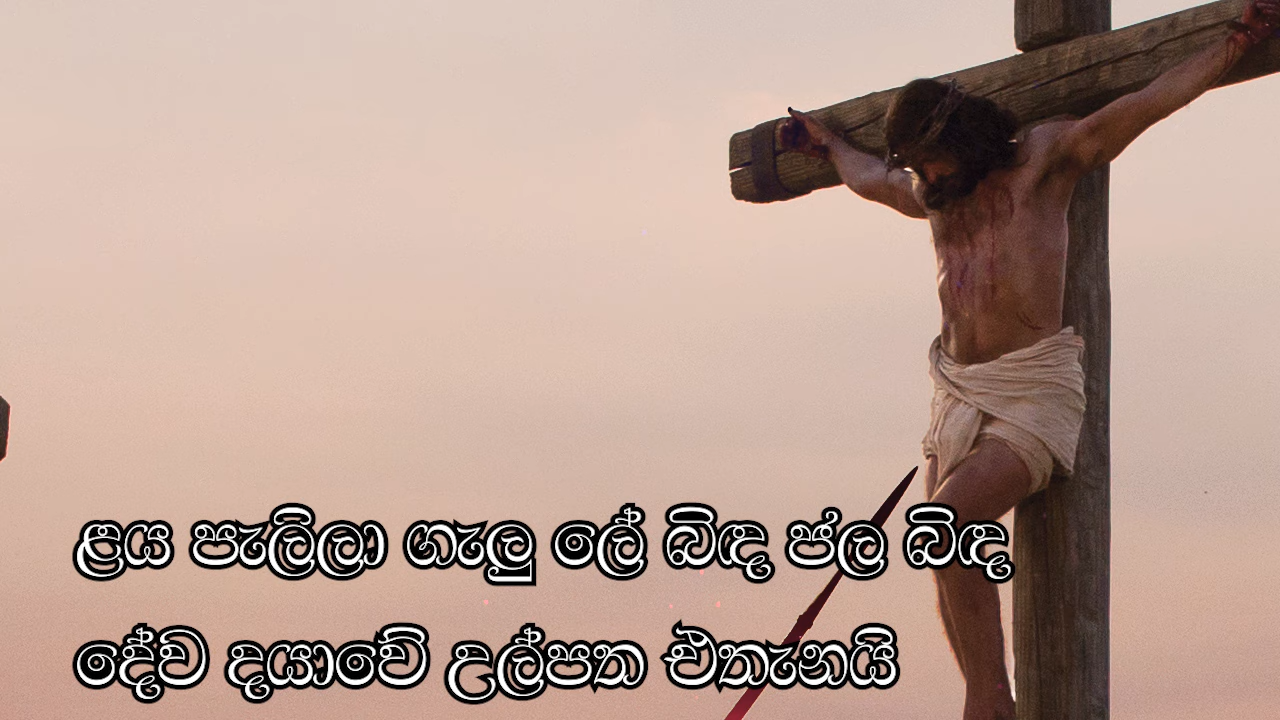 ළය පැලිලා ගැලු ලේ බිඳ ජල බිඳ
දේව දයාවේ උල්පත එතැනයි